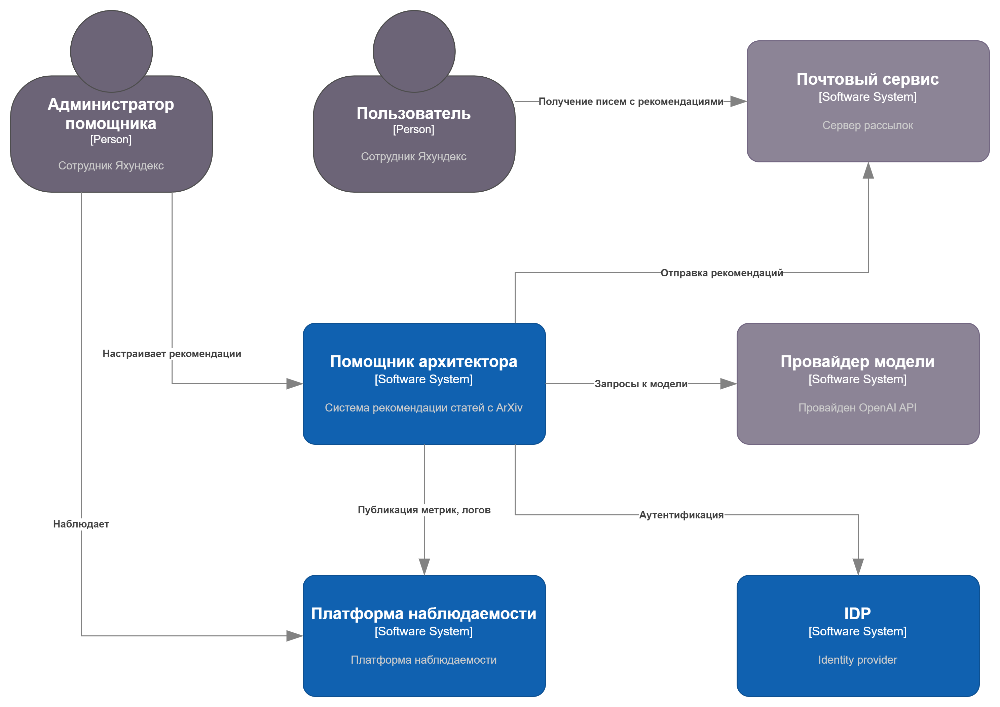 Администратор
помощника
[Person]
Сотрудник Яхундекс
Пользователь
[Person]
Сотрудник Яхундекс
Получение писем с рекомендациями
Почтовый сервис
[Software System]
Сервер рассылок
Отправка рекомендаций
Настраивает рекомендации
Помощник архитектора
[Software System]
Система рекомендации статей с ArXiv
Запросы к модели
Провайдер модели
[Software System]
Провайден OpenAI API
Наблюдает
Публикация метрик, логов
Аутентификация
Платформа наблюдаемости
[Software System]
Платформа наблюдаемости
IDP
[Software System]
Identity provider